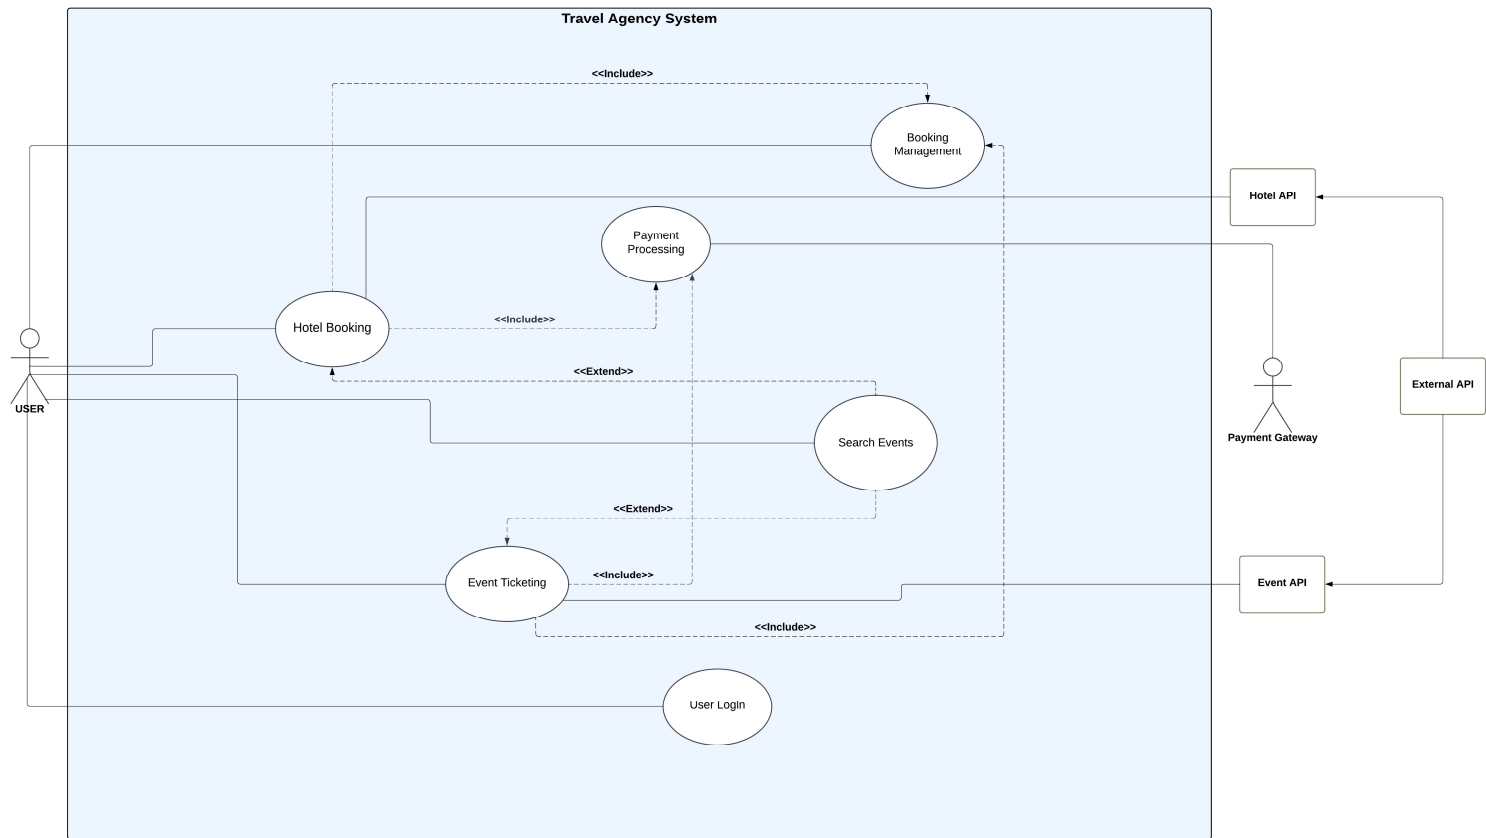 Travel Agency System
<<Include>>
Booking
Management
Hotel API
Payment
Processing
<<Include>>
Hotel Booking
<<Extend>>
USER
External API
Payment Gateway
Search Events
<<Extend>>
<<Include>>
Event Ticketing
Event API
<<Include>>
User Login